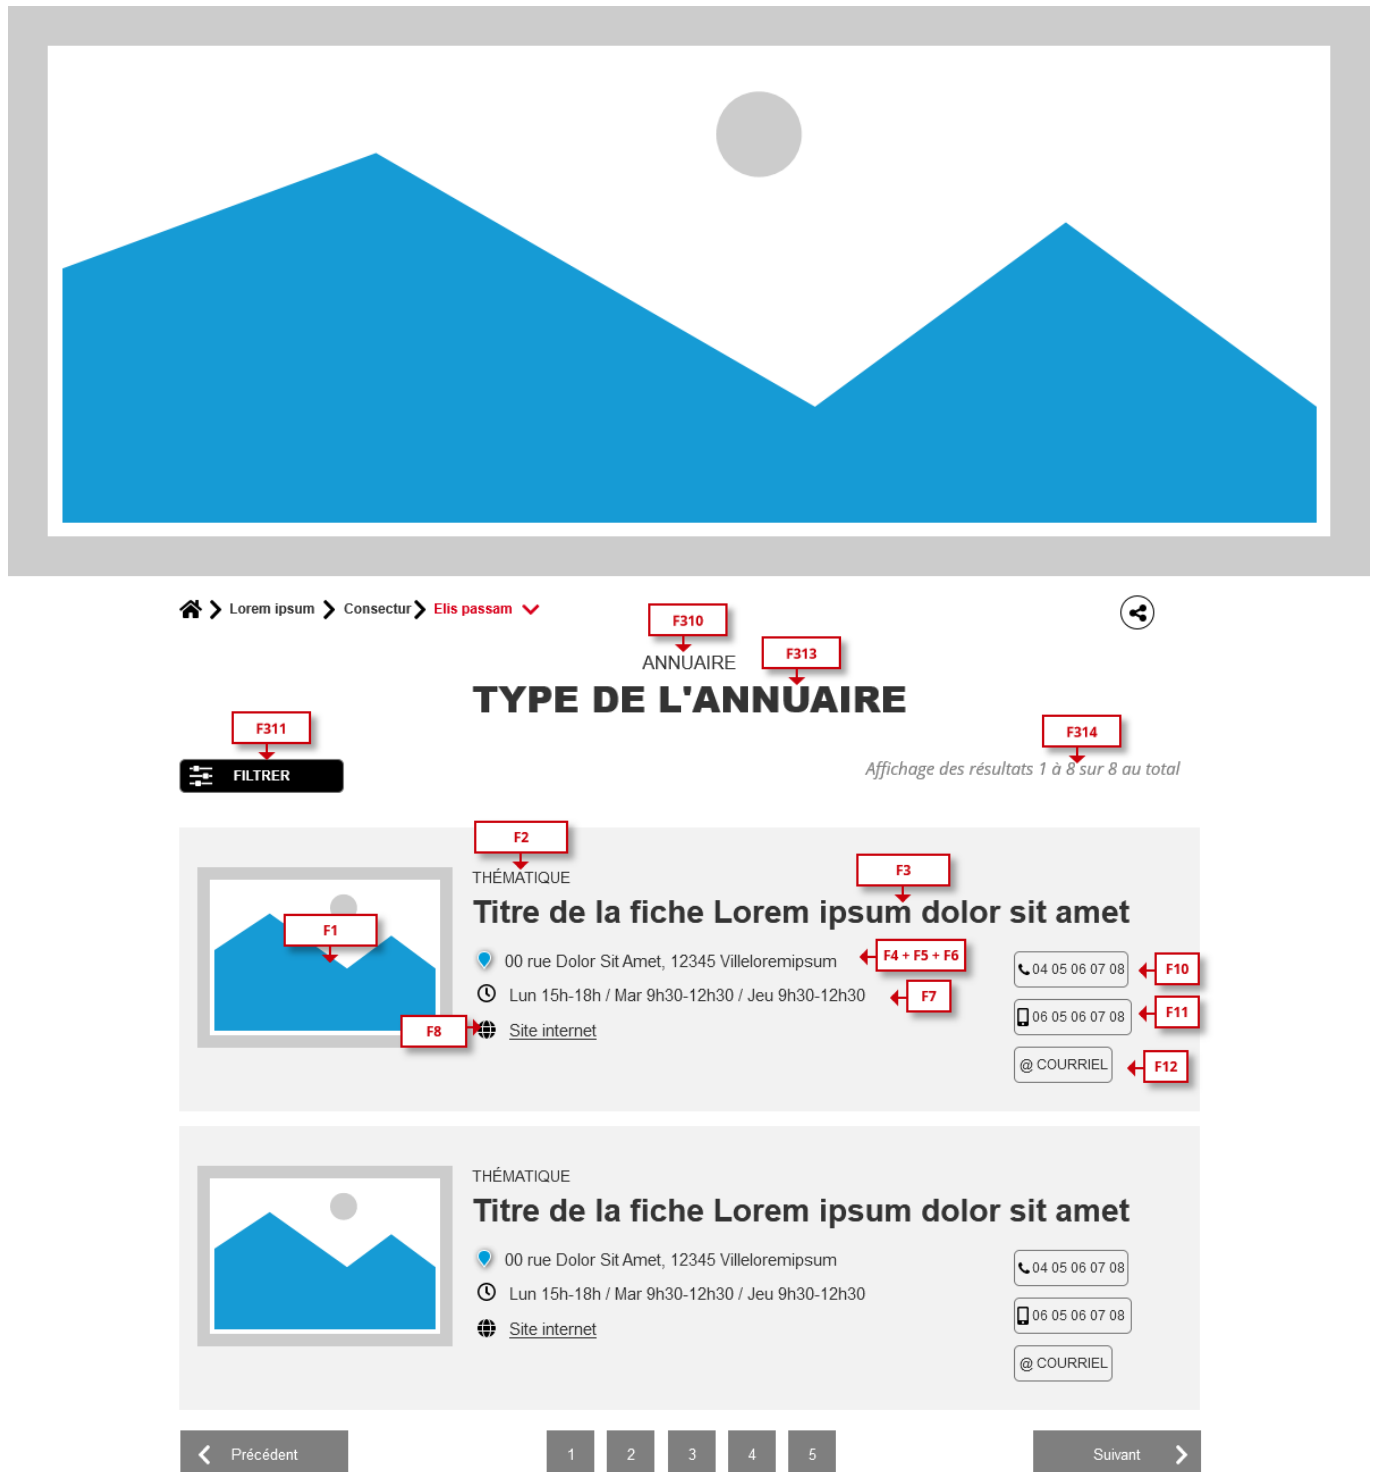 Lorem ipsum Consectur Elis passam
F310
ANNUAIRE
F313
TYPE DE L'ANNUAIRE
F311
FILTRER
F314
Affichage des résultats 1 à 8 sur 8 au total
F2
THÉMATIQUE
F3
Titre de la fiche Lorem ipsum dolor sit amet
F1
00 rue Dolor Sit Amet, 12345 Villeloremipsum
F4 + F5 + F6
Lun 15h-18h / Mar 9h30-12h30 / Jeu 9h30-12h30
F7
F8
Site internet
04 05 06 07 08
F10
06 05 06 07 08
F11
@ COURRIEL
F12
THÉMATIQUE
Titre de la fiche Lorem ipsum dolor sit amet
00 rue Dolor Sit Amet, 12345 Villeloremipsum
Lun 15h-18h / Mar 9h30-12h30 / Jeu 9h30-12h30
Site internet
04 05 06 07 08
06 05 06 07 08
@ COURRIEL
Précédent 1 2 3 4 5 Suivant